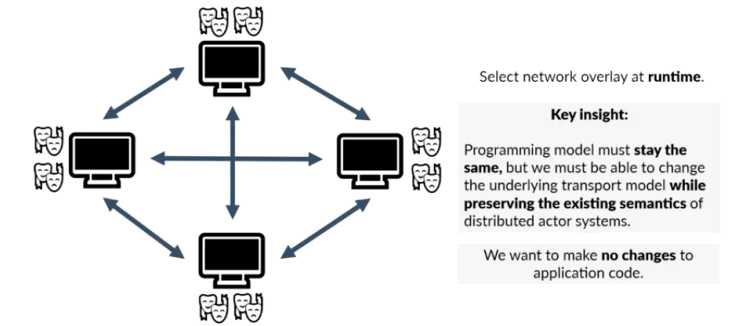 Select network overlay at runtime.
Key insight:
Programming model must stay the
same, but we must be able to change
the underlying transport model while
preserving the existing semantics of
distributed actor systems.
We want to make no changes to
application code.